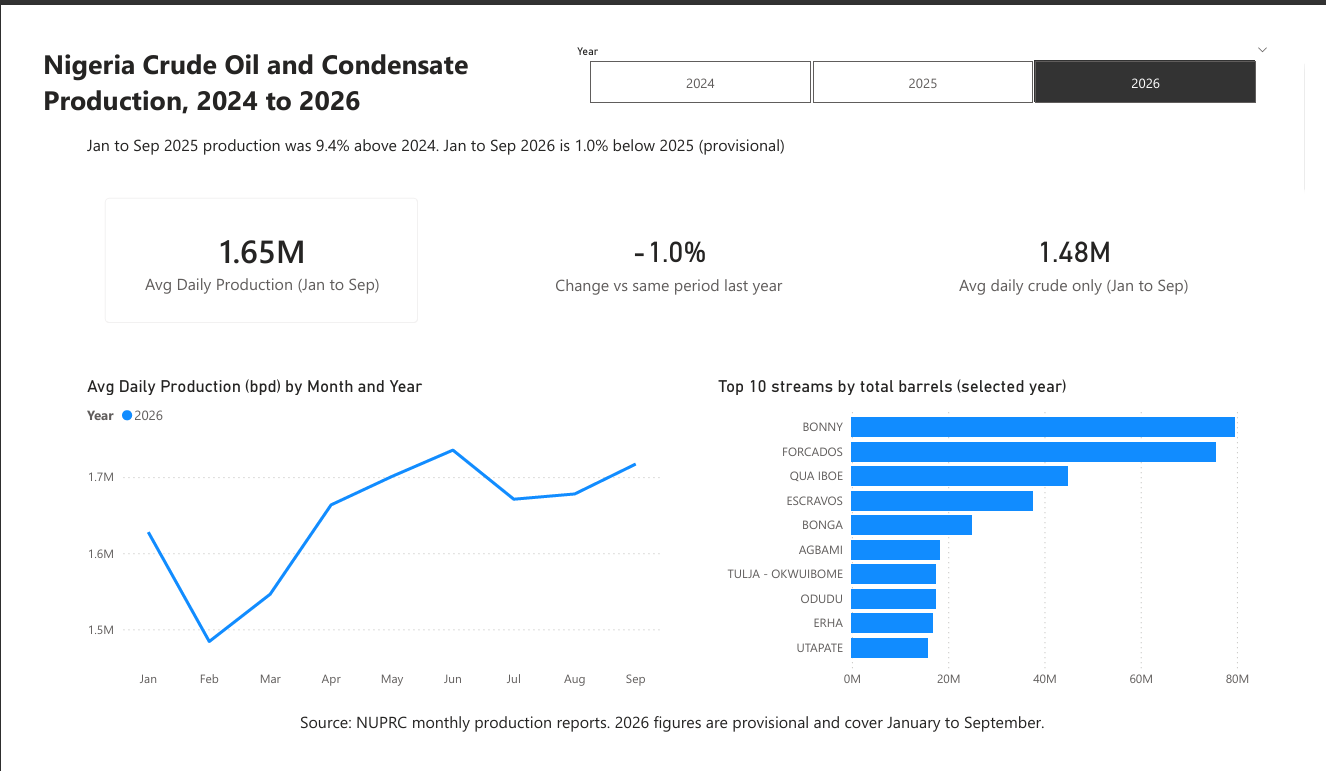 Nigeria Crude Oil and Condensate
Production, 2024 to 2026
Year
2024
2025
2026
Jan to Sep 2025 production was 9.4% above 2024. Jan to Sep 2026 is 1.0% below 2025 (provisional)
1.65M
Avg Daily Production (Jan to Sep)
-1.0%
Change vs same period last year
1.48M
Avg daily crude only (Jan to Sep)
Avg Daily Production (bpd) by Month and Year
Year 2026
1.7M
1.6M
1.5M
Jan Feb Mar Apr May Jun Jul Aug Sep
Top 10 streams by total barrels (selected year)
BONNY
FORCADOS
QUA IBOE
ESCRAVOS
BONGA
AGBAMI
TULJA - OKWUIBOME
ODUDU
ERHA
UTAPATE
0M 20M 40M 60M 80M
Source: NUPRC monthly production reports. 2026 figures are provisional and cover January to September.